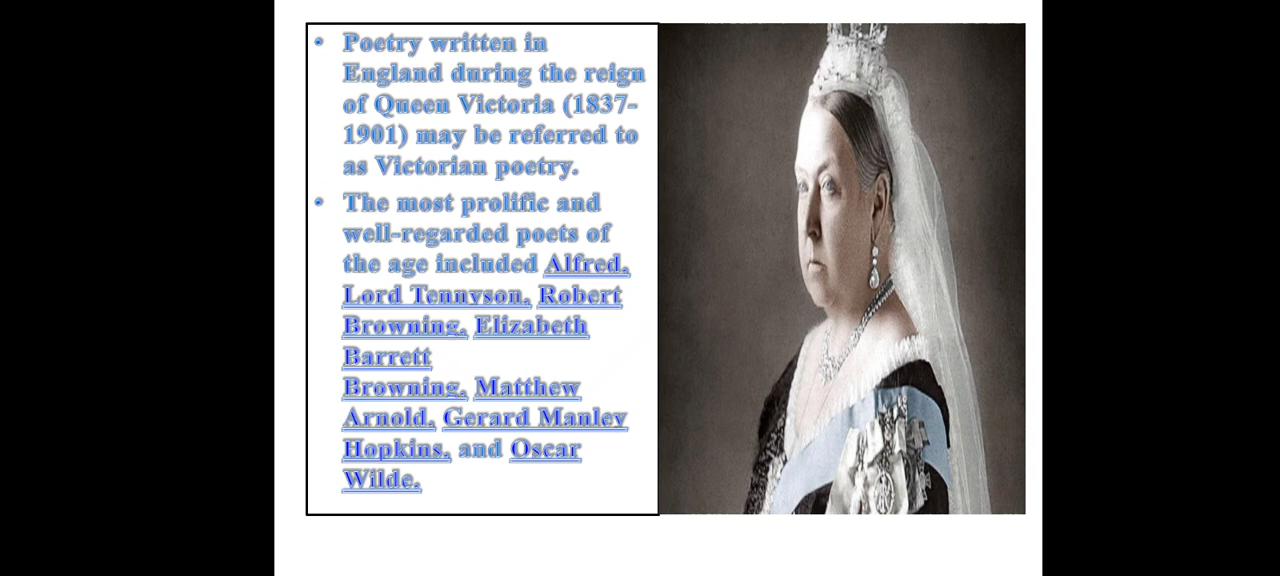 • Poetry written in
England during the reign
of Queen Victoria (1837-
1901) may be referred to
as Victorian poetry.
• The most prolific and
well-regarded poets of
the age included Alfred,
Lord Tennyson, Robert
Browning, Elizabeth
Barrett
Browning, Matthew
Arnold, Gerard Manley
Hopkins, and Oscar
Wilde.